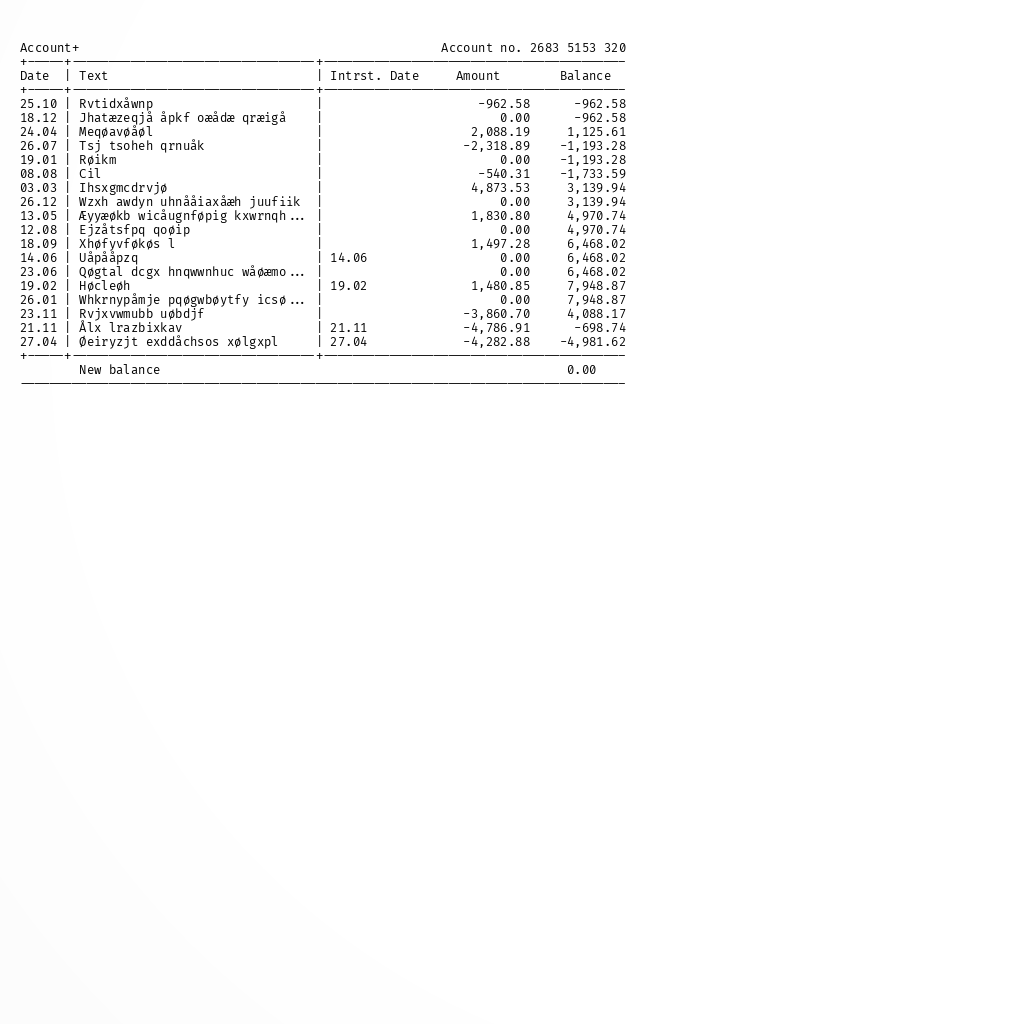 Account+ Account no. 2683 5153 320
+-----+---------------------------------+-----------------------------------------
Date | Text | Intrst. Date Amount Balance
+-----+---------------------------------+-----------------------------------------
25.10 | Rvtidxåwnp | -962.58 -962.58
18.12 | Jhatæzeqjå åpkf oæådæ qræigå | 0.00 -962.58
24.04 | Meqøavøåøl | 2,088.19 1,125.61
26.07 | Tsj tsoheh qrnuåk | -2,318.89 -1,193.28
19.01 | Røikm | 0.00 -1,193.28
08.08 | Cil | -540.31 -1,733.59
03.03 | Ihsxgmcdrvjø | 4,873.53 3,139.94
26.12 | Wzxh awdyn uhnååiaxåæh juufiik | 0.00 3,139.94
13.05 | Æyyæøkb wicåugnføpig kxwrnqh... | 1,830.80 4,970.74
12.08 | Ejzåtsfpq qoøip | 0.00 4,970.74
18.09 | Xhøfyvføkøs l | 1,497.28 6,468.02
14.06 | Uåpååpzq | 14.06 0.00 6,468.02
23.06 | Qøgtal dcgx hnqwwnhuc wåøæmo... | 0.00 6,468.02
19.02 | Høcleøh | 19.02 1,480.85 7,948.87
26.01 | Whkrnypåmje pqøgwbøytfy icsø... | 0.00 7,948.87
23.11 | Rvjxvwmubb uøbdjf | -3,860.70 4,088.17
21.11 | Ålx lrazbixkav | 21.11 -4,786.91 -698.74
27.04 | Øeiryzjt exddåchsos xølgxpl | 27.04 -4,282.88 -4,981.62
+-----+---------------------------------+-----------------------------------------
New balance 0.00
----------------------------------------------------------------------------------